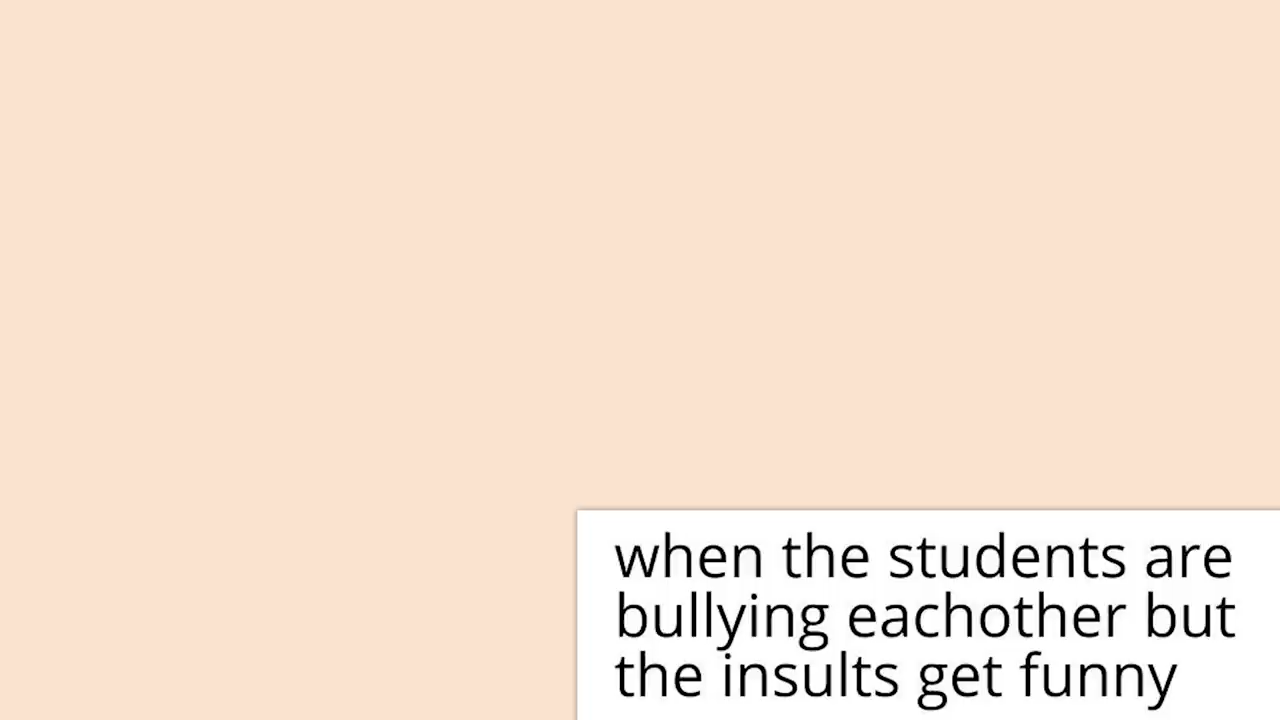 when the students are
bullying eachother but
the insults get funny